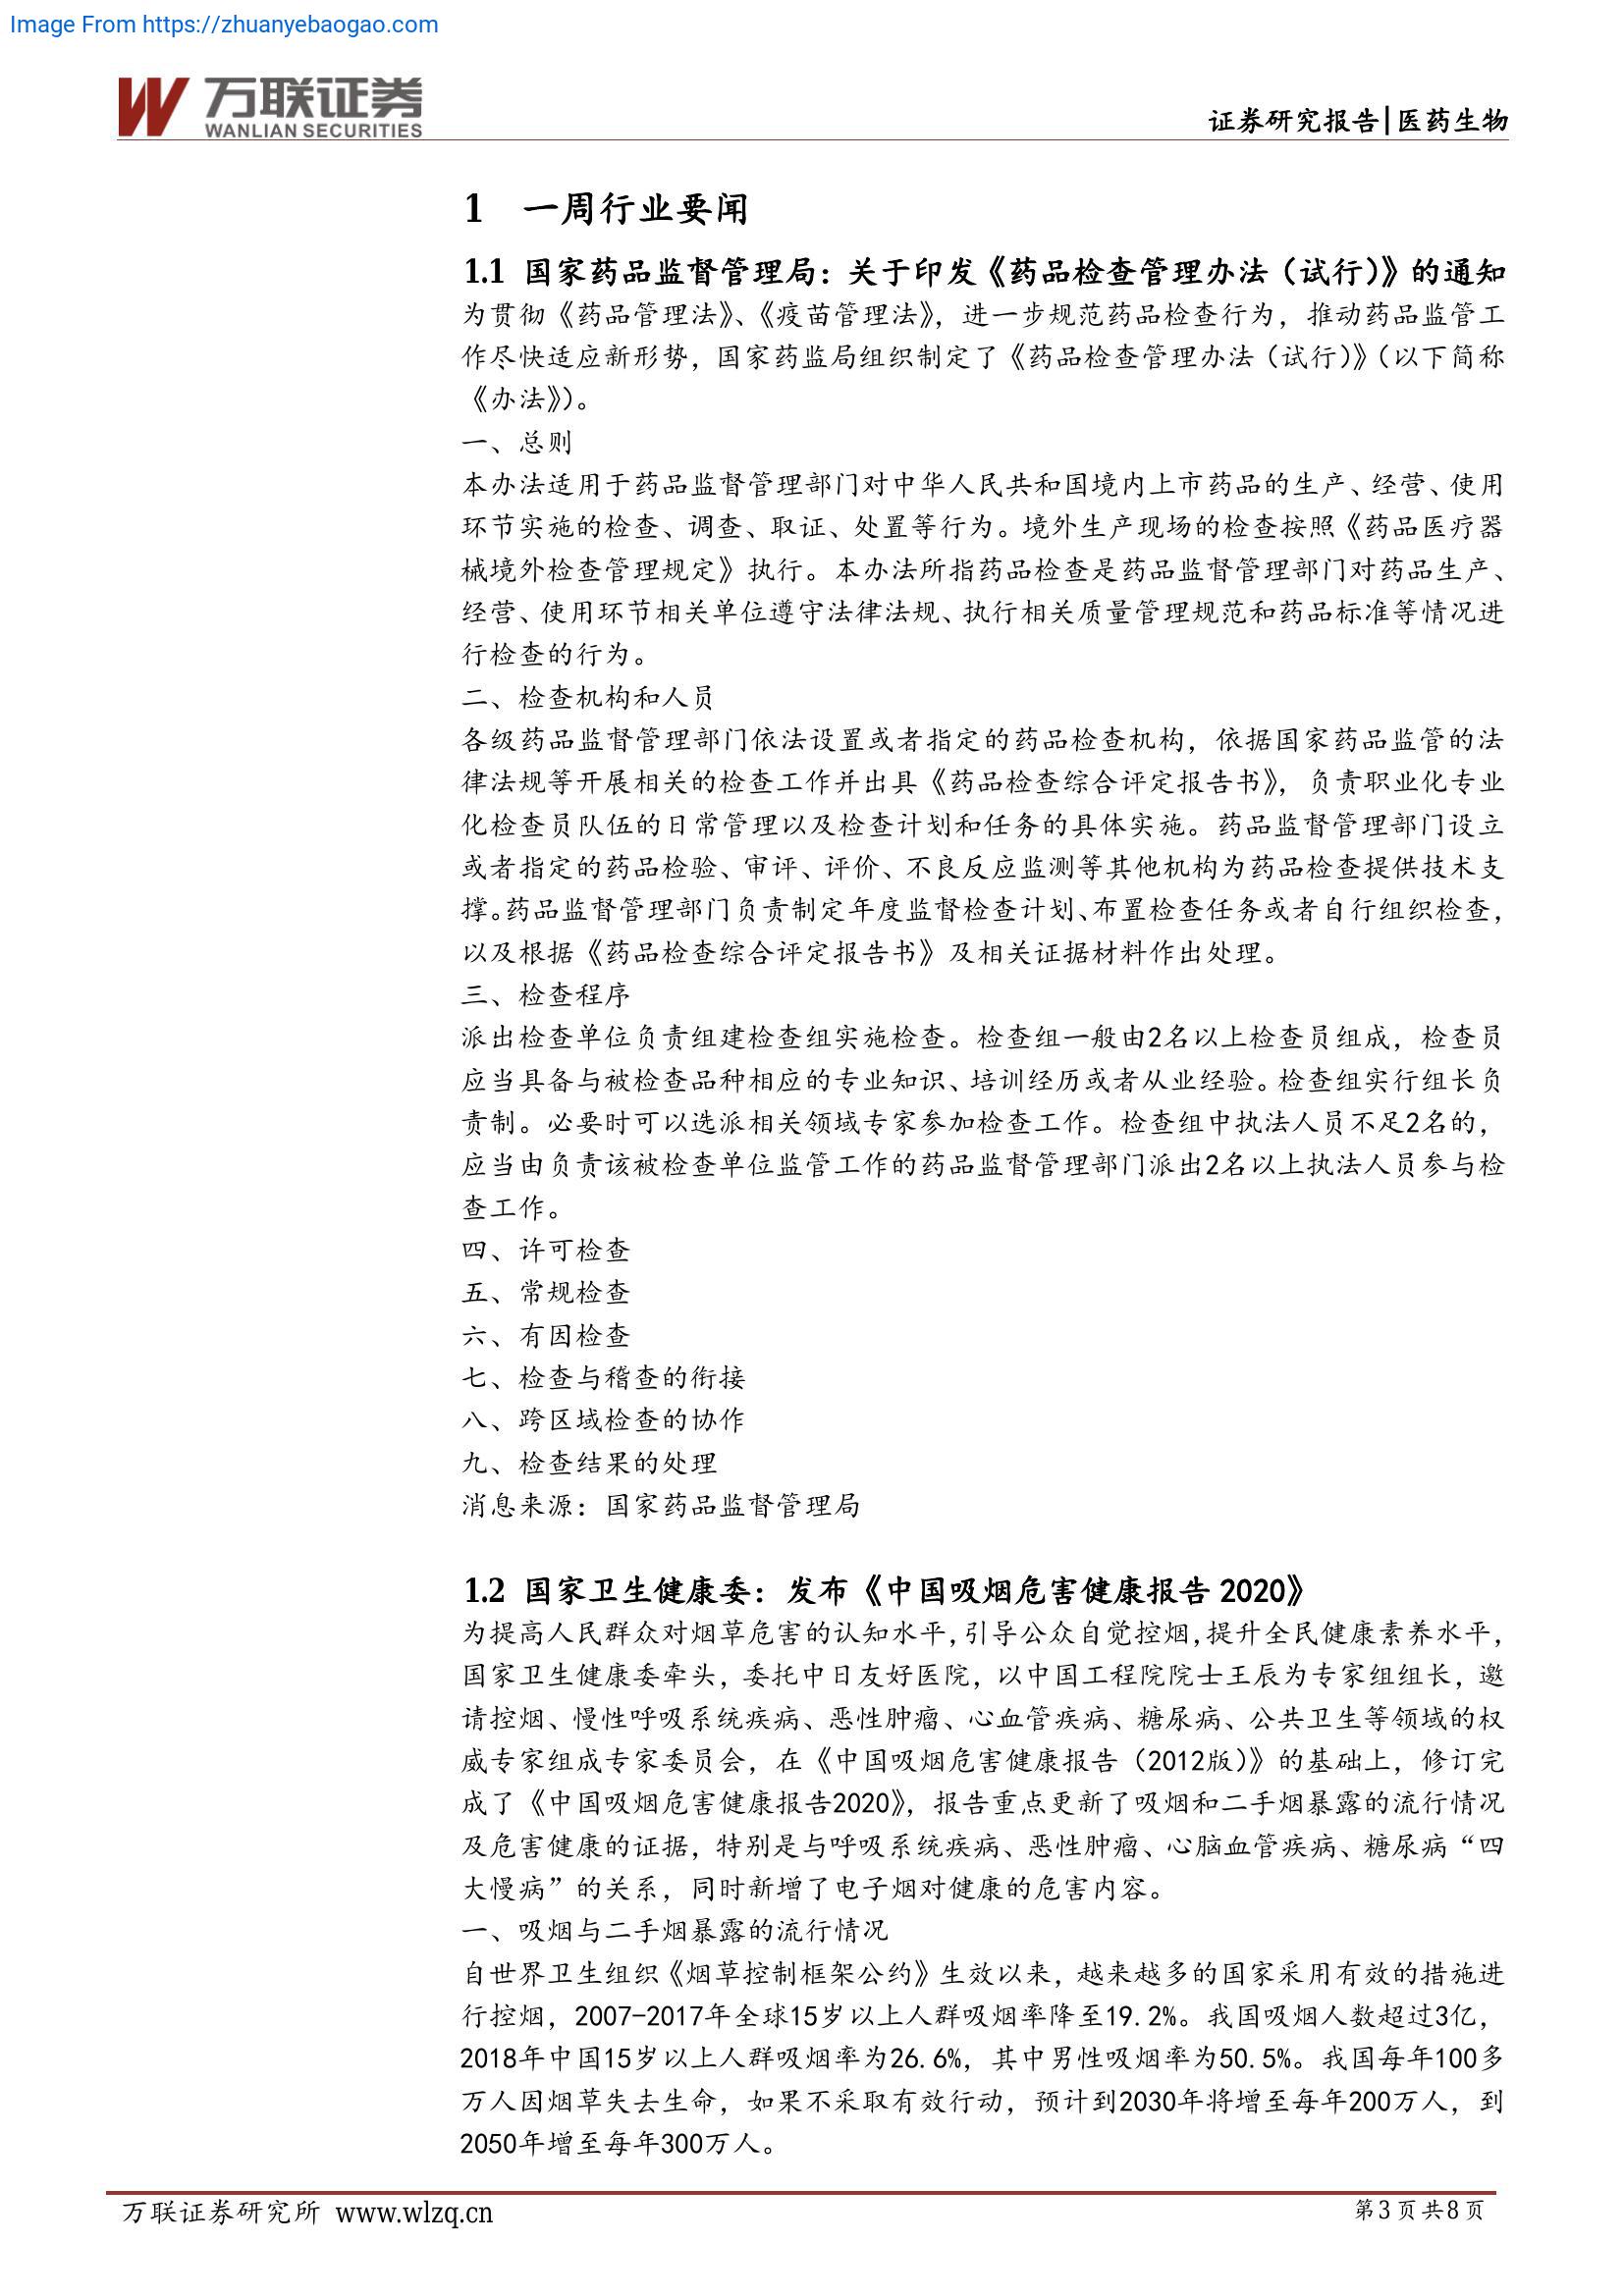 Image From https://zhuanyebaogao.com
万联证券
WANLIAN SECURITIES
证券研究报告|医药生物
1 一周行业要闻
1.1 国家药品监督管理局：关于印发《药品检查管理办法（试行）》的通知
为贯彻《药品管理法》、《疫苗管理法》，进一步规范药品检查行为，推动药品监管工
作尽快适应新形势，国家药监局组织制定了《药品检查管理办法（试行）》（以下简称
《办法》）。
一、总则
本办法适用于药品监督管理部门对中华人民共和国境内上市药品的生产、经营、使用
环节实施的检查、调查、取证、处置等行为。境外生产现场的检查按照《药品医疗器
械境外检查管理规定》执行。本办法所指药品检查是药品监督管理部门对药品生产、
经营、使用环节相关单位遵守法律法规、执行相关质量管理规范和药品标准等情况进
行检查的行为。
二、检查机构和人员
各级药品监督管理部门依法设置或者指定的药品检查机构，依据国家药品监管的法
律法规等开展相关的检查工作并出具《药品检查综合评定报告书》，负责职业化专业
化检查员队伍的日常管理以及检查计划和任务的具体实施。药品监督管理部门设立
或者指定的药品检验、审评、评价、不良反应监测等其他机构为药品检查提供技术支
撑。药品监督管理部门负责制定年度监督检查计划、布置检查任务或者自行组织检查，
以及根据《药品检查综合评定报告书》及相关证据材料作出处理。
三、检查程序
派出检查单位负责组建检查组实施检查。检查组一般由2名以上检查员组成，检查员
应当具备与被检查品种相应的专业知识、培训经历或者从业经验。检查组实行组长负
责制。必要时可以选派相关领域专家参加检查工作。检查组中执法人员不足2名的，
应当由负责该被检查单位监管工作的药品监督管理部门派出2名以上执法人员参与检
查工作。
四、许可检查
五、常规检查
六、有因检查
七、检查与稽查的衔接
八、跨区域检查的协作
九、检查结果的处理
消息来源：国家药品监督管理局
1.2 国家卫生健康委：发布《中国吸烟危害健康报告 2020》
为提高人民群众对烟草危害的认知水平，引导公众自觉控烟，提升全民健康素养水平，
国家卫生健康委牵头，委托中日友好医院，以中国工程院院士王辰为专家组组长，邀
请控烟、慢性呼吸系统疾病、恶性肿瘤、心血管疾病、糖尿病、公共卫生等领域的权
威专家组成专家委员会，在《中国吸烟危害健康报告（2012版）》的基础上，修订完
成了《中国吸烟危害健康报告2020》，报告重点更新了吸烟和二手烟暴露的流行情况
及危害健康的证据，特别是与呼吸系统疾病、恶性肿瘤、心脑血管疾病、糖尿病“四
大慢病”的关系，同时新增了电子烟对健康的危害内容。
一、吸烟与二手烟暴露的流行情况
自世界卫生组织《烟草控制框架公约》生效以来，越来越多的国家采用有效的措施进
行控烟，2007-2017年全球15岁以上人群吸烟率降至19.2%。我国吸烟人数超过3亿，
2018年中国15岁以上人群吸烟率为26.6%，其中男性吸烟率为50.5%。我国每年100多
万人因烟草失去生命，如果不采取有效行动，预计到2030年将增至每年200万人，到
2050年增至每年300万人。
万联证券研究所 www.wlzq.cn
第3页共8页